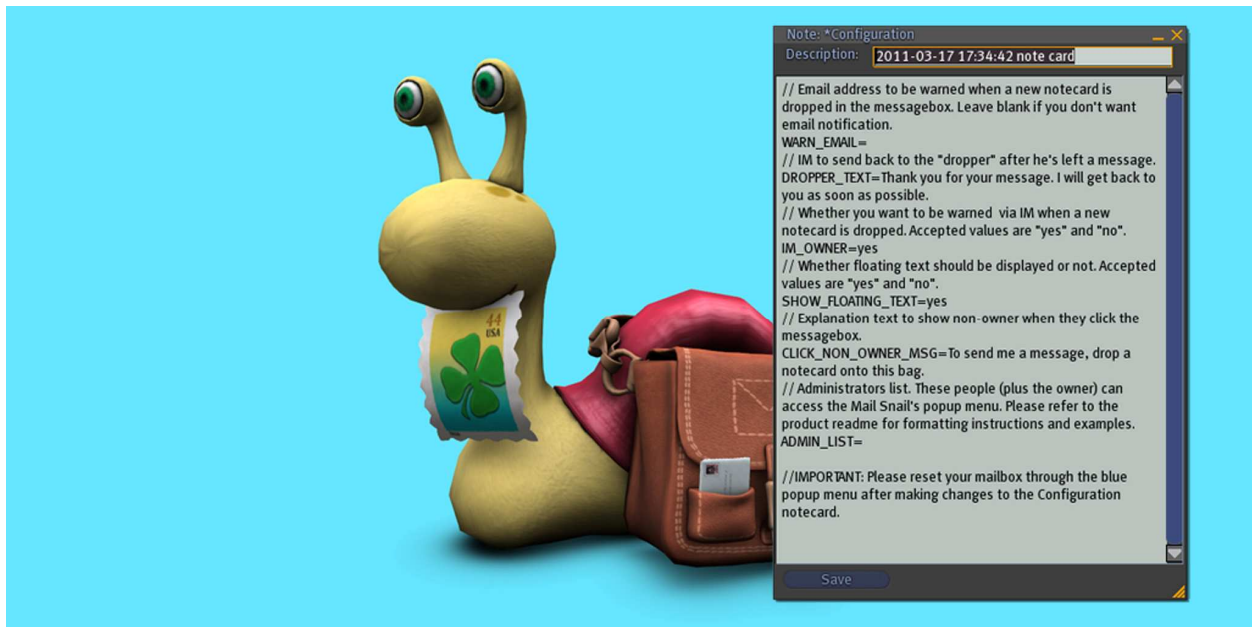 44
USA
Note: *Configuration
Description: 2011-03-17 17:34:42 note card
// Email address to be warned when a new notecard is
dropped in the messagebox. Leave blank if you don't want
email notification.
WARN_EMAIL=
// IM to send back to the "dropper" after he's left a message.
DROPPER_TEXT=Thank you for your message. I will get back to
you as soon as possible.
// Whether you want to be warned  via IM when a new
notecard is dropped. Accepted values are "yes" and "no".
IM_OWNER=yes
// Whether floating text should be displayed or not. Accepted
values are "yes" and "no".
SHOW_FLOATING_TEXT=yes
// Explanation text to show non-owner when they click the
messagebox.
CLICK_NON_OWNER_MSG=To send me a message, drop a
notecard onto this bag.
// Administrators list. These people (plus the owner) can
access the Mail Snail's popup menu. Please refer to the
product readme for formatting instructions and examples.
ADMIN_LIST=
//IMPORTANT: Please reset your mailbox through the blue
popup menu after making changes to the Configuration
notecard.
Save